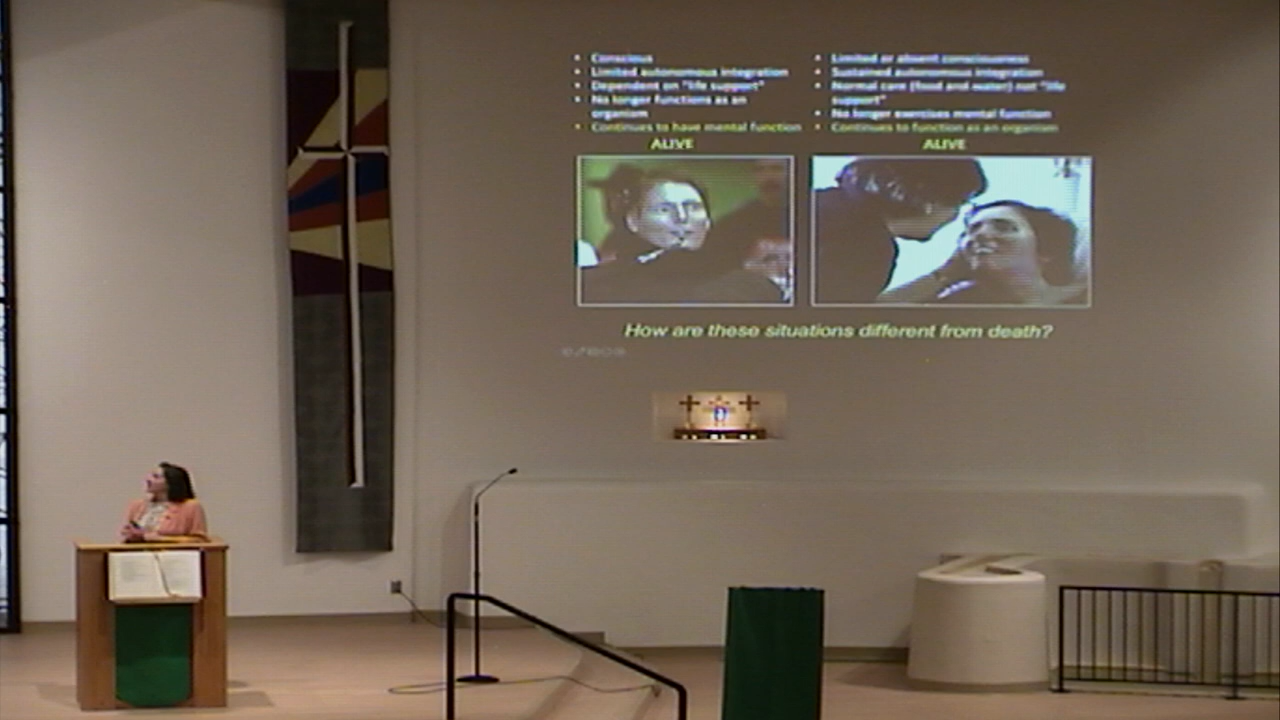 • Conscious
• Limited autonomous integration
• Dependent on "life support"
• No longer functions as an
organism
• Continues to have mental function
ALIVE
• Limited or absent consciousness
• Sustained autonomous integration
• Normal care (food and water) not "life
support"
• No longer exercises mental function
• Continues to function as an organism
ALIVE
How are these situations different from death?